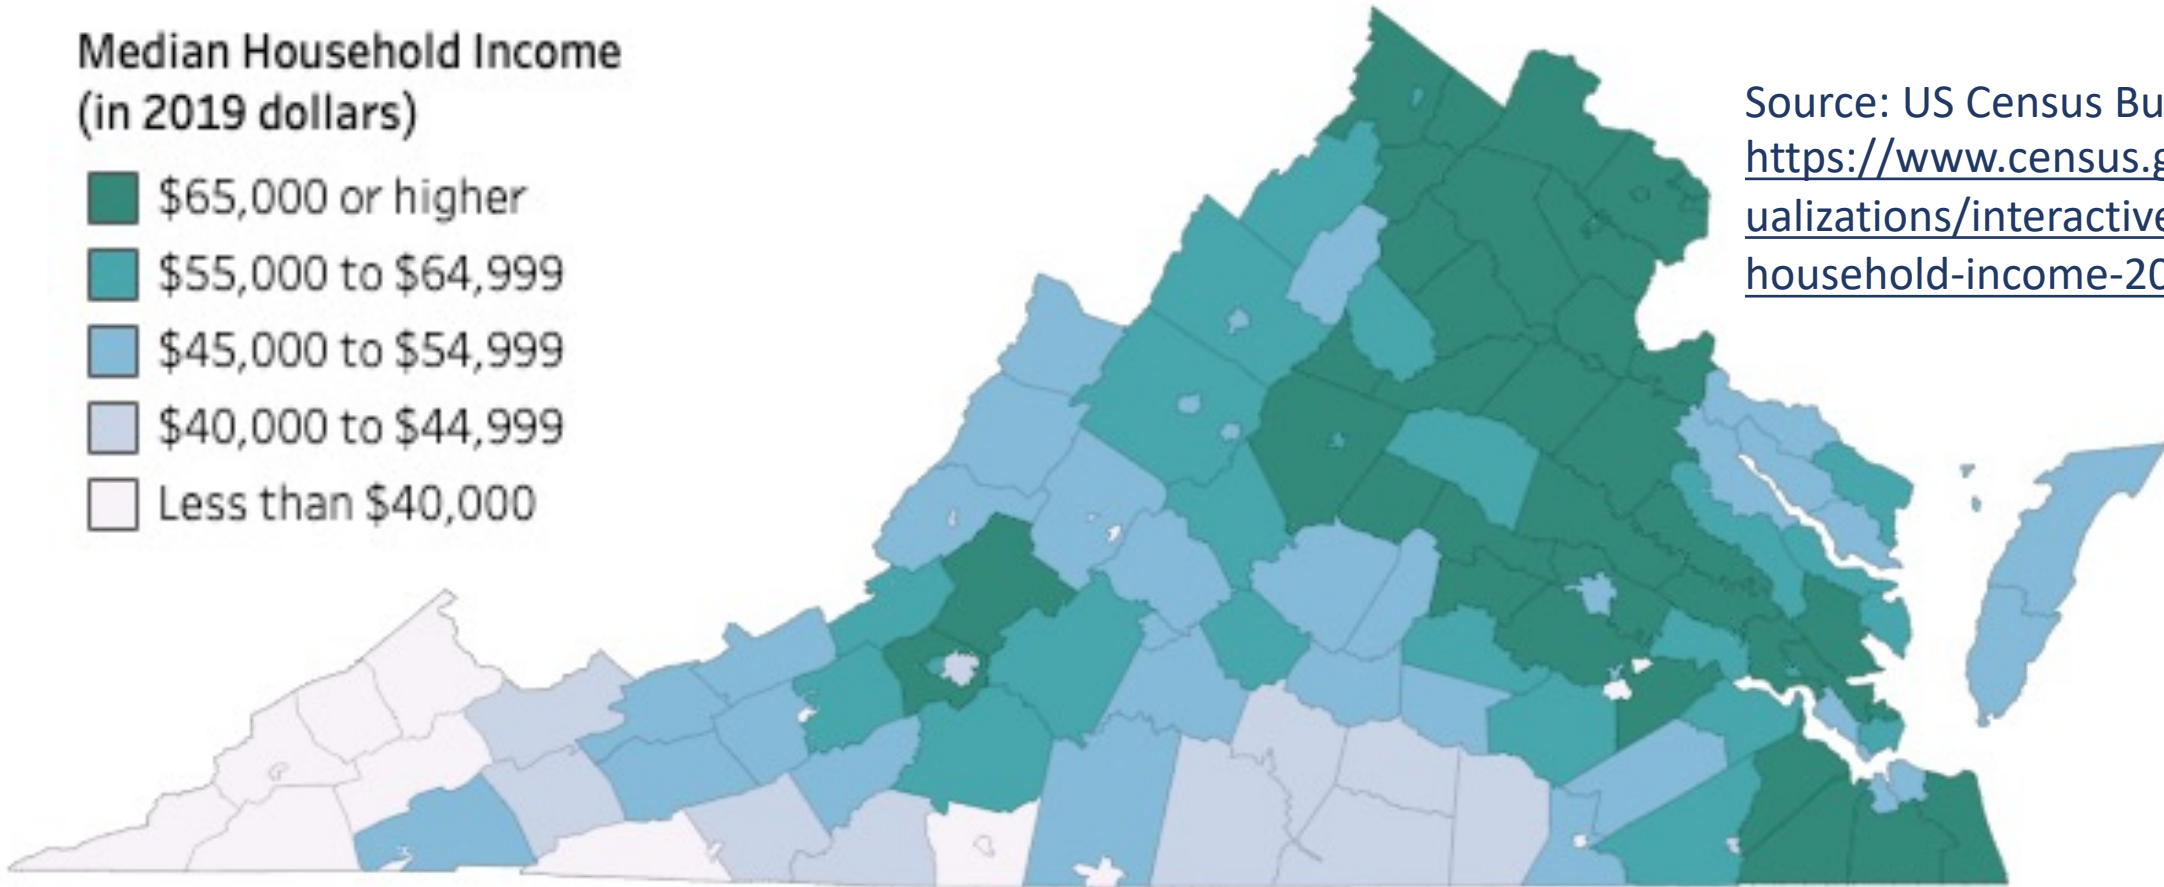 Median Household Income
(in 2019 dollars)
$65,000 or higher
$55,000 to $64,999
$45,000 to $54,999
$40,000 to $44,999
Less than $40,000
Source: US Census Bu
https://www.census.g
ualizations/interactive
household-income-20